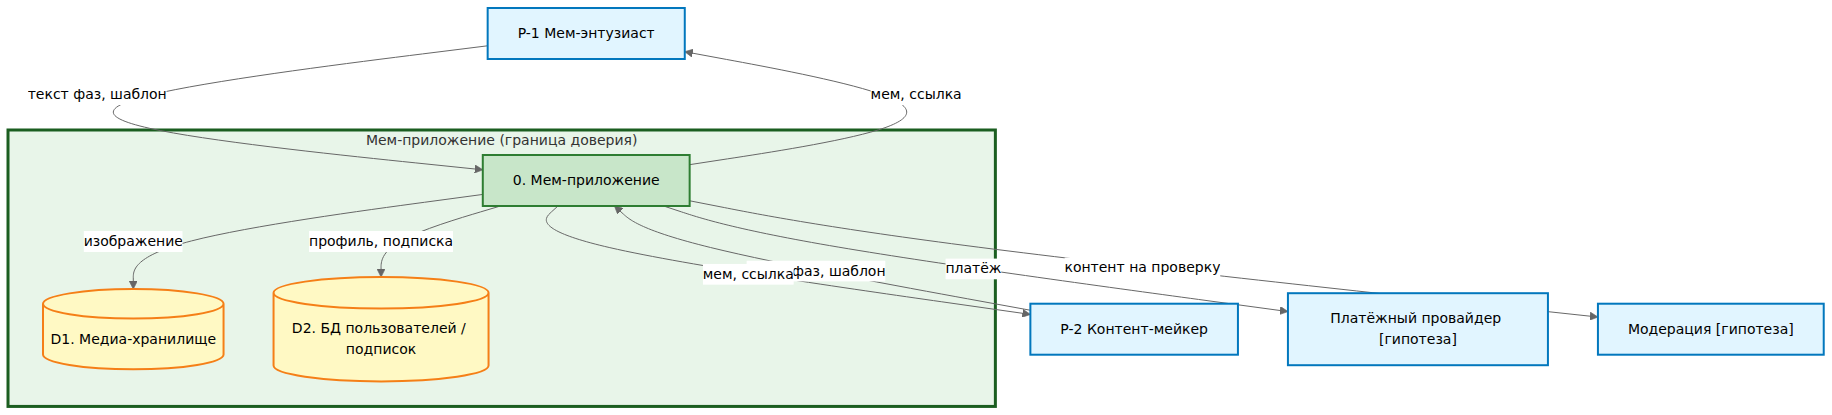 P-1 Мем-энтузиаст
текст фаз, шаблон
мем, ссылка
Мем-приложение (граница доверия)
0. Мем-приложение
изображение
профиль, подписка
мем, ссылка
фаз, шаблон
платёж
контент на проверку
D1. Медиа-хранилище
D2. БД пользователей /
подписок
P-2 Контент-мейкер
Платёжный провайдер
[гипотеза]
Модерация [гипотеза]